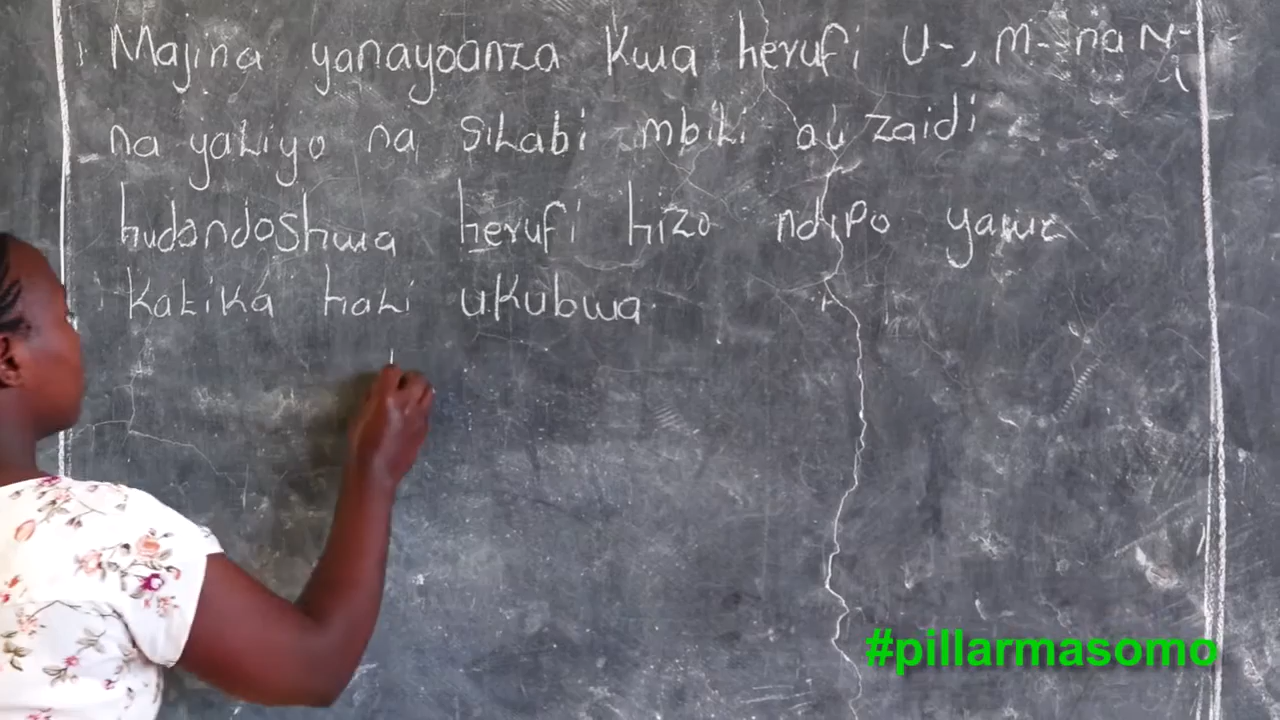 Majina yanayoanza kwa herufi U-, M- na N-
na yaliyo na silabi mbili au zaidi
hudondoshwa herufi hizo ndipo yawe
katika hali ukubwa.
#pillarmasomo